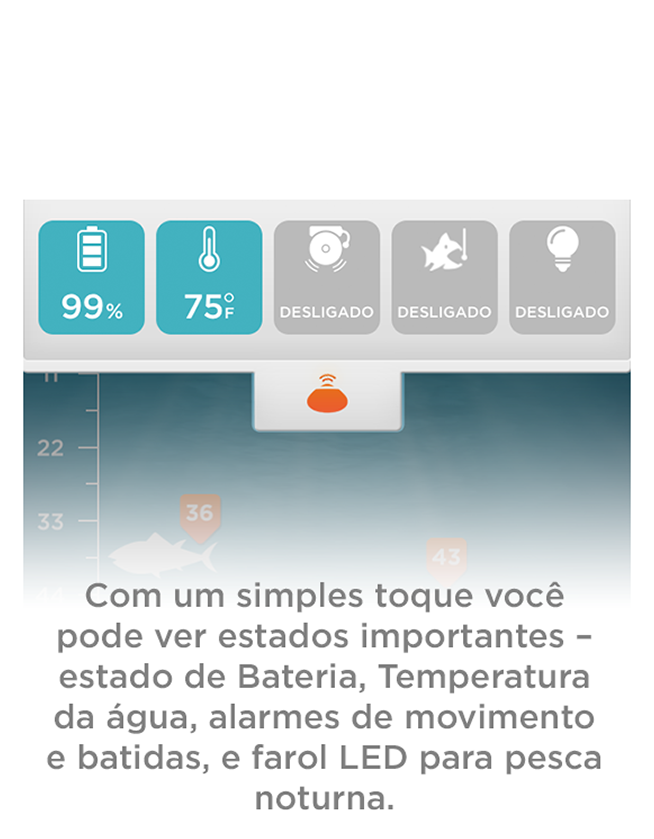 99%
75°F
DESLIGADO
DESLIGADO
DESLIGADO
22
33
36
43
Com um simples toque você
pode ver estados importantes –
estado de Bateria, Temperatura
da água, alarmes de movimento
e batidas, e farol LED para pesca
noturna.